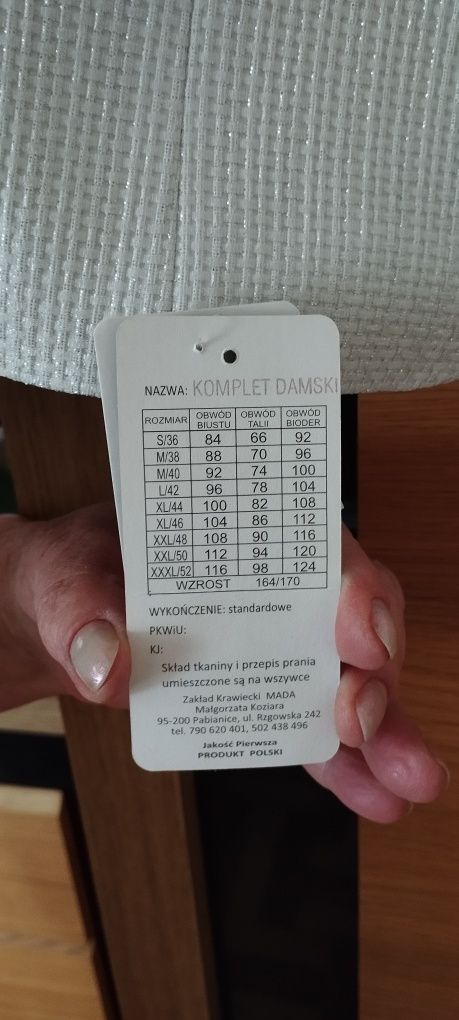 NAZWA: KOMPLET DAMSKI
ROZMIAR OBWÓD BIUSTU OBWÓD TALII OBWÓD BIODER
S/36 84 66 92
M/38 88 70 96
M/40 92 74 100
L/42 96 78 104
XL/44 100 82 108
XL/46 104 86 112
XXL/48 108 90 116
XXL/50 112 94 120
XXXL/52 116 98 124
WZROST 164/170
WYKOŃCZENIE: standardowe
PKWiU:
KJ:
Skład tkaniny i przepis prania
umieszczone są na wszywce
Zakład Krawiecki MADA
Małgorzata Koziara
95-200 Pabianice, ul. Rzgowska 242
tel. 790 620 401, 502 438 496
Jakość Pierwsza
PRODUKT POLSKI